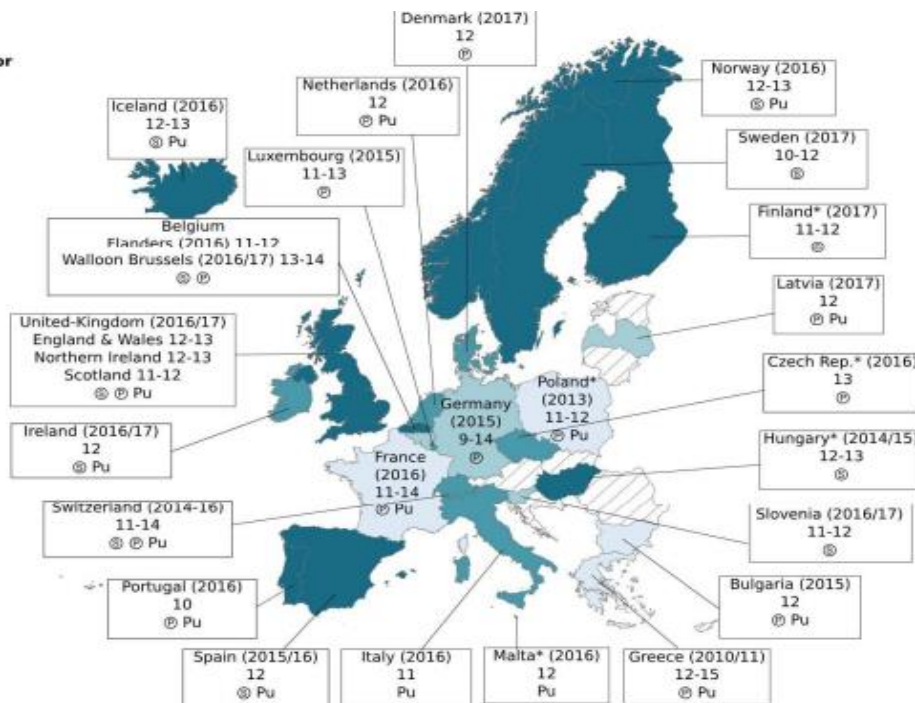 or
Denmark (2017)
12
Ⓟ
Netherlands (2016)
12
Ⓟ Pu
Norway (2016)
12-13
Ⓢ Pu
Iceland (2016)
12-13
Ⓢ Pu
Luxembourg (2015)
11-13
Ⓟ
Sweden (2017)
10-12
Ⓢ
Belgium
Flanders (2016) 11-12
Walloon Brussels (2016/17) 13-14
Ⓢ Ⓟ
Finland* (2017)
11-12
Latvia (2017)
12
Ⓟ Pu
United-Kingdom (2016/17)
England & Wales 12-13
Northern Ireland 12-13
Scotland 11-12
Ⓢ Ⓟ Pu
Czech Rep.* (2016)
13
Ⓟ
Poland*
(2013)
11-12
Ⓟ Pu
Germany
(2015)
9-14
Ⓟ
Ireland (2016/17)
12
Ⓢ Pu
Hungary* (2014/15)
12-13
Ⓢ
France
(2016)
11-14
Ⓟ Pu
Switzerland (2014-16)
11-14
Ⓢ Ⓟ Pu
Slovenia (2016/17)
11-12
Ⓢ
Portugal (2016)
10
Ⓟ Pu
Bulgaria (2015)
12
Ⓟ Pu
Spain (2015/16)
12
Ⓢ Pu
Italy (2016)
11
Pu
Malta* (2016)
12
Pu
Greece (2010/11)
12-15
Ⓟ Pu